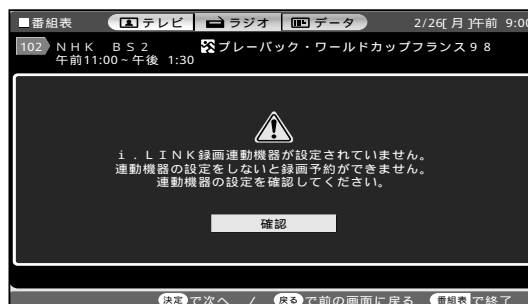 ■番組表 テレビ ラジオ データ 2/26[月]午前 9:00
102 NHK BS2 プレーバック・ワールドカップフランス98
午前11:00~午後 1:30
i.LINK録画連動機器が設定されていません。
連動機器の設定をしないと録画予約ができません。
連動機器の設定を確認してください。
確認
決定で次へ / 戻るで前の画面に戻る 番組表で終了